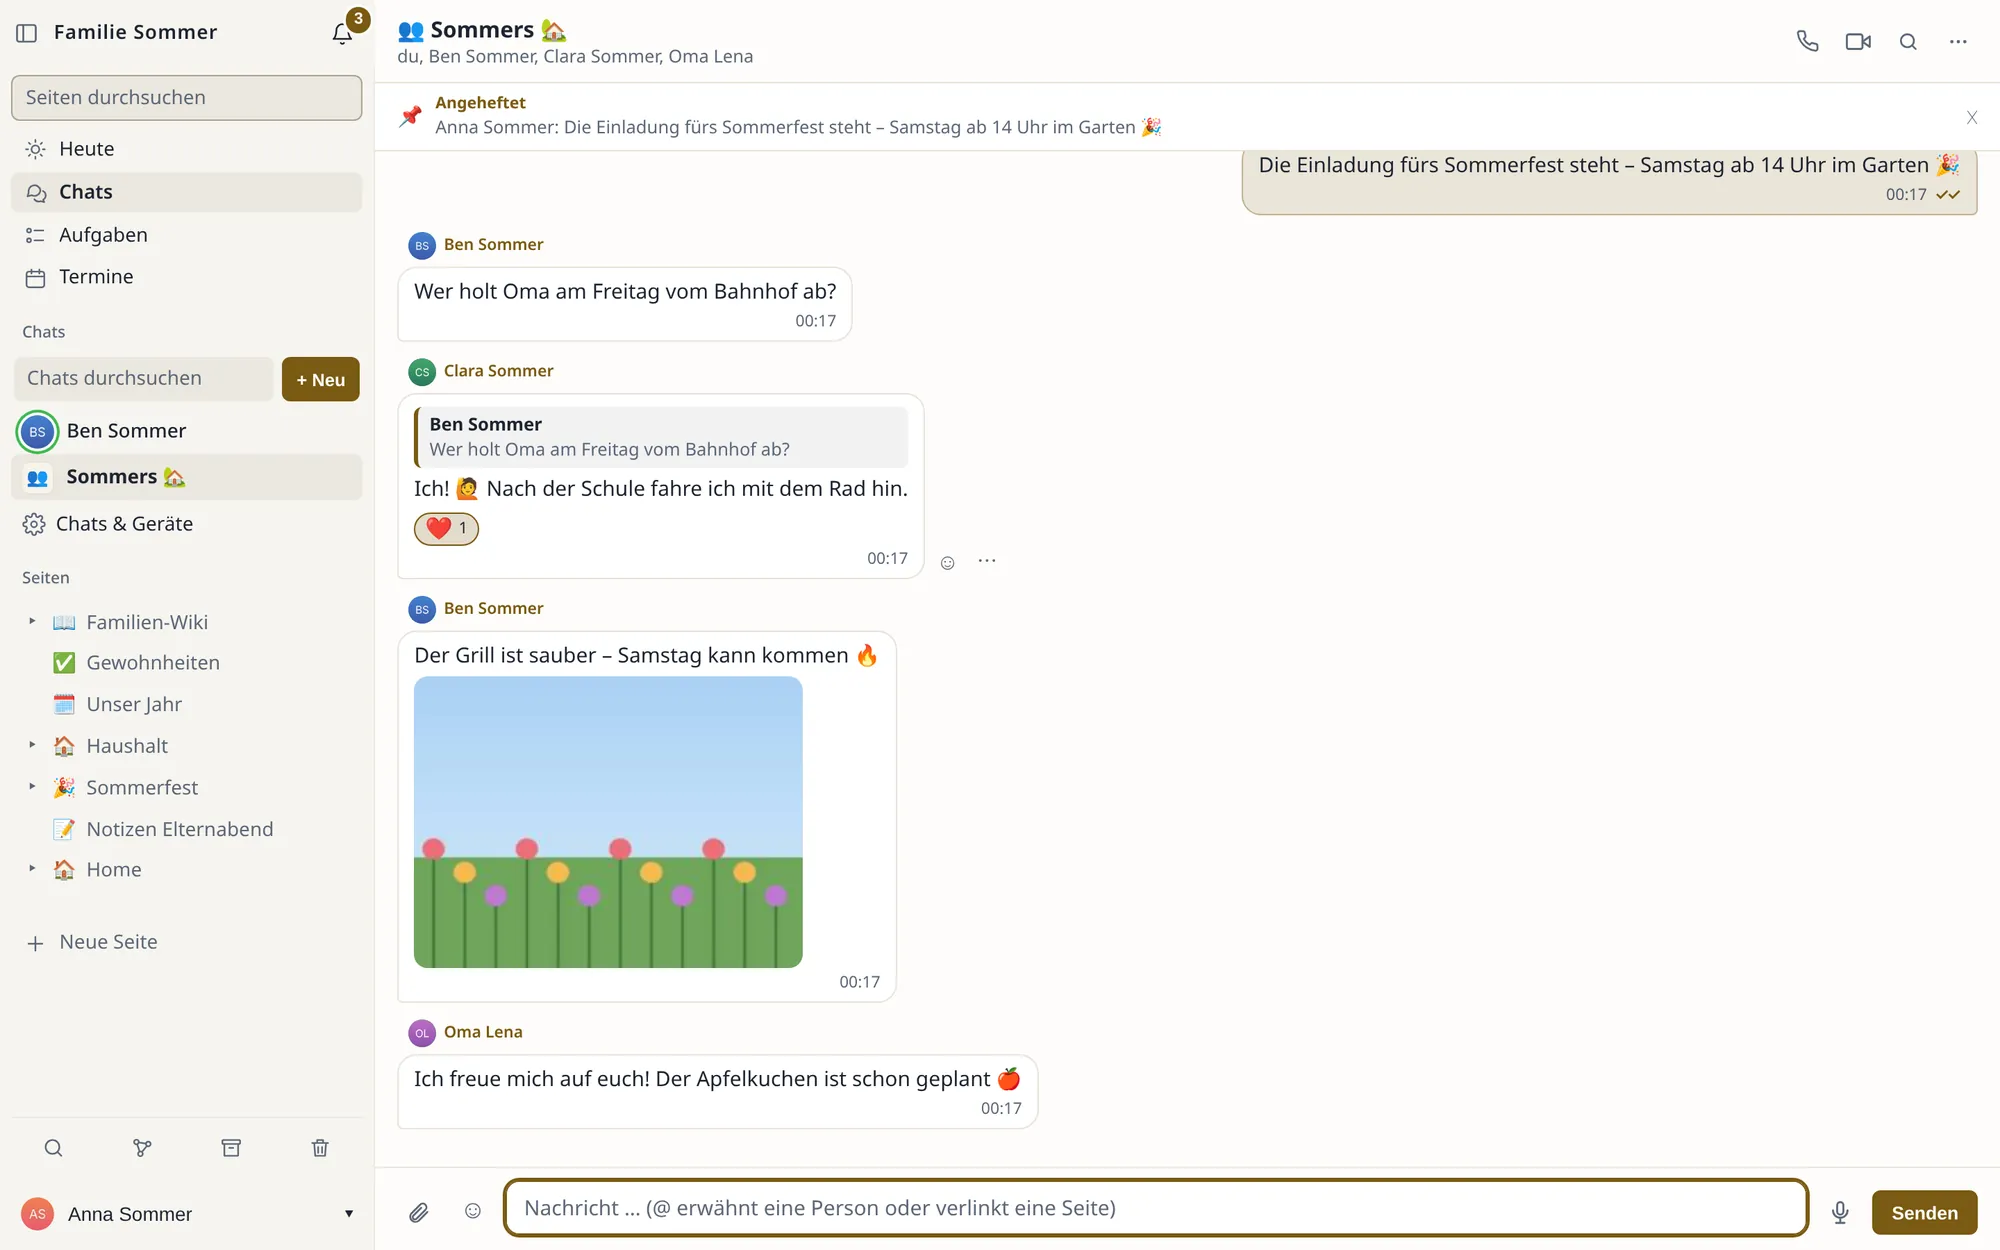 Familie Sommer
3
Seiten durchsuchen
Heute
Chats
Aufgaben
Termine
Chats
Chats durchsuchen
+ Neu
BS Ben Sommer
Sommers
Chats & Geräte
Seiten
Familien-Wiki
Gewohnheiten
Unser Jahr
Haushalt
Sommerfest
Notizen Elternabend
Home
Neue Seite
AS Anna Sommer
Sommers
du, Ben Sommer, Clara Sommer, Oma Lena
Angeheftet
Anna Sommer: Die Einladung fürs Sommerfest steht – Samstag ab 14 Uhr im Garten 🎉
Die Einladung fürs Sommerfest steht – Samstag ab 14 Uhr im Garten 🎉
00:17
BS Ben Sommer
Wer holt Oma am Freitag vom Bahnhof ab?
00:17
CS Clara Sommer
Ben Sommer
Wer holt Oma am Freitag vom Bahnhof ab?
Ich! 🙋 Nach der Schule fahre ich mit dem Rad hin.
❤️ 1
00:17
BS Ben Sommer
Der Grill ist sauber – Samstag kann kommen 🔥
00:17
OL Oma Lena
Ich freue mich auf euch! Der Apfelkuchen ist schon geplant 🍎
00:17
Nachricht … (@ erwähnt eine Person oder verlinkt eine Seite)
Senden